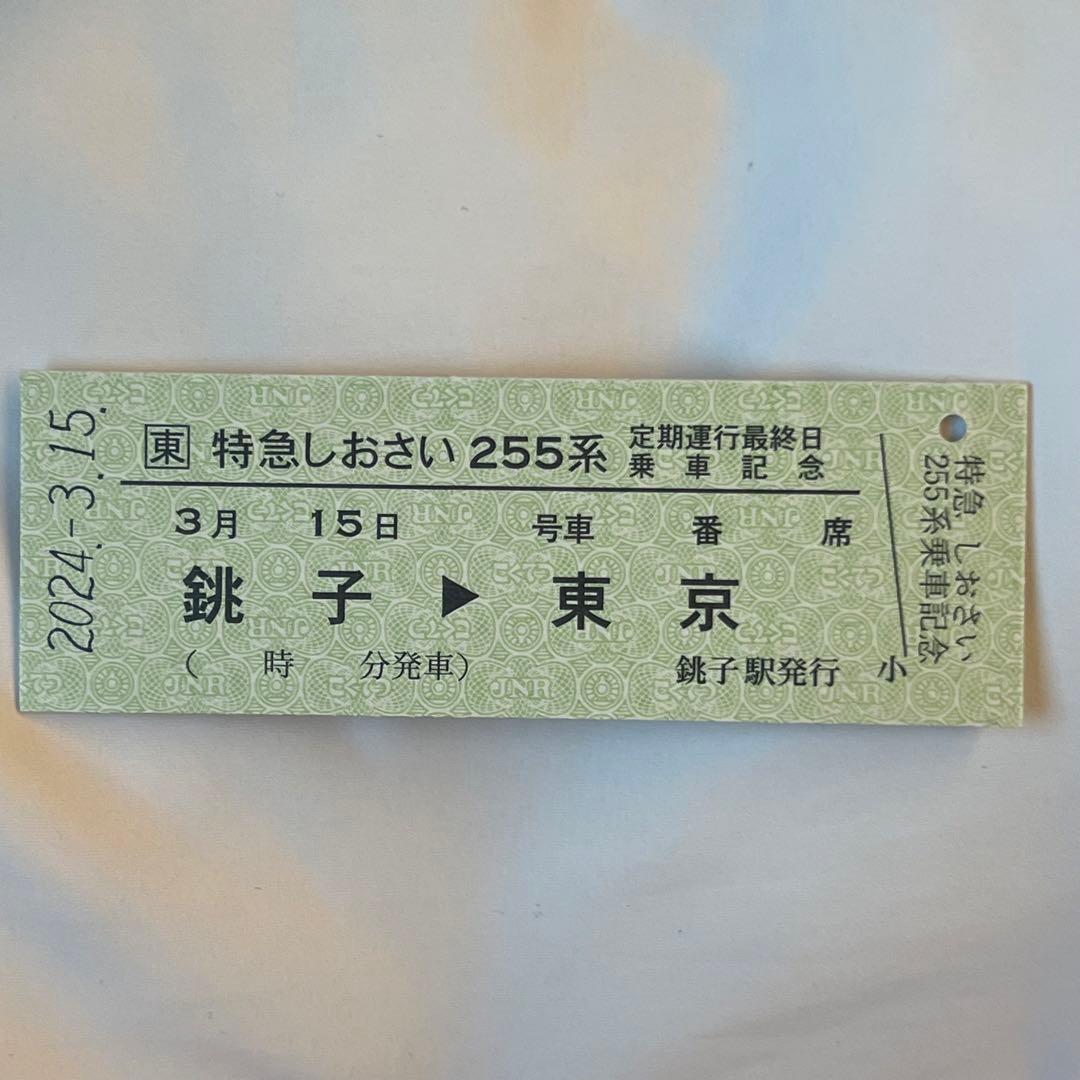 2024.-3.15.
東 特急しおさい255系 定期運行最終日
乗車記念
3月 15日 号車 番 席
銚子▶東京
( 時 分発車)
銚子駅発行 小
特急 しおさい
255系乗車記念